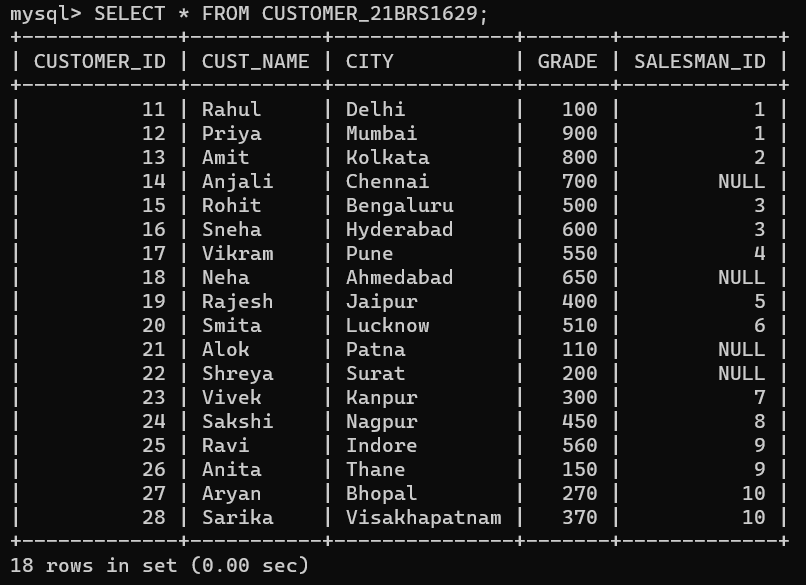 mysql> SELECT * FROM CUSTOMER_21BRS1629;
+-------------+-----------+---------------+-------+-------------+
| CUSTOMER_ID | CUST_NAME | CITY          | GRADE | SALESMAN_ID |
+-------------+-----------+---------------+-------+-------------+
|          11 | Rahul     | Delhi         |   100 |           1 |
|          12 | Priya     | Mumbai        |   900 |           1 |
|          13 | Amit      | Kolkata       |   800 |           2 |
|          14 | Anjali    | Chennai       |   700 |        NULL |
|          15 | Rohit     | Bengaluru     |   500 |           3 |
|          16 | Sneha     | Hyderabad     |   600 |           3 |
|          17 | Vikram    | Pune          |   550 |           4 |
|          18 | Neha      | Ahmedabad     |   650 |        NULL |
|          19 | Rajesh    | Jaipur        |   400 |           5 |
|          20 | Smita     | Lucknow       |   510 |           6 |
|          21 | Alok      | Patna         |   110 |        NULL |
|          22 | Shreya    | Surat         |   200 |        NULL |
|          23 | Vivek     | Kanpur        |   300 |           7 |
|          24 | Sakshi    | Nagpur        |   450 |           8 |
|          25 | Ravi      | Indore        |   560 |           9 |
|          26 | Anita     | Thane         |   150 |           9 |
|          27 | Aryan     | Bhopal        |   270 |          10 |
|          28 | Sarika    | Visakhapatnam |   370 |          10 |
+-------------+-----------+---------------+-------+-------------+
18 rows in set (0.00 sec)